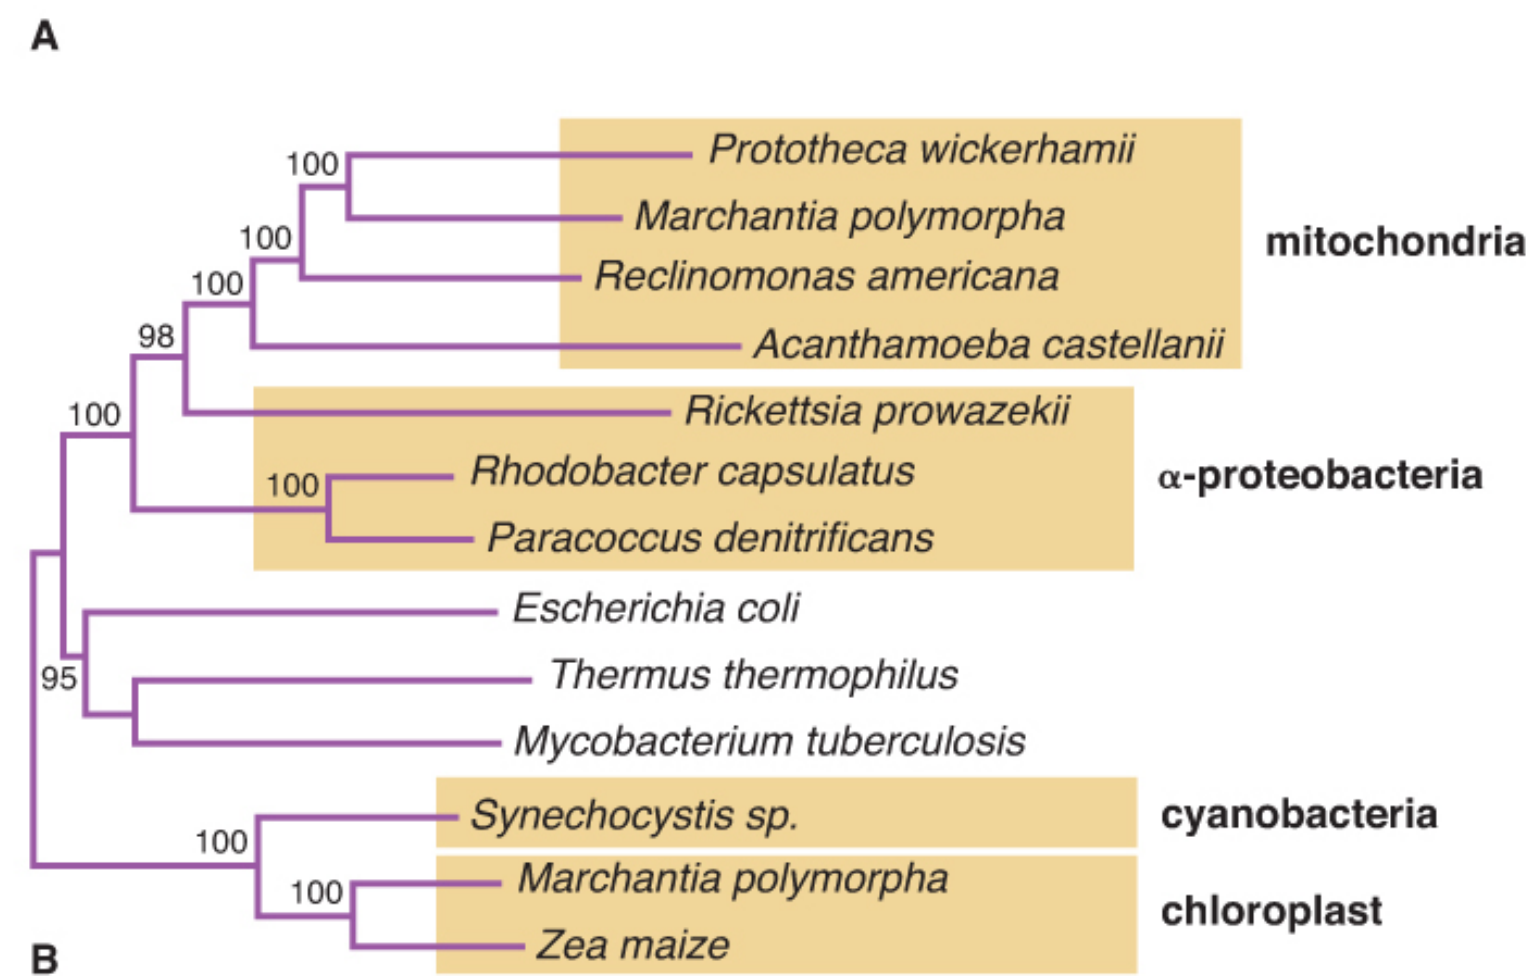 A
100
Prototheca wickerhamii
Marchantia polymorpha
mitochondria
100
Reclinomonas americana
100
98
Acanthamoeba castellanii
100
Rickettsia prowazekii
Rhodobacter capsulatus
α-proteobacteria
100
Paracoccus denitrificans
Escherichia coli
95
Thermus thermophilus
Mycobacterium tuberculosis
Synechocystis sp.
cyanobacteria
100
Marchantia polymorpha
100
chloroplast
Zea maize
B